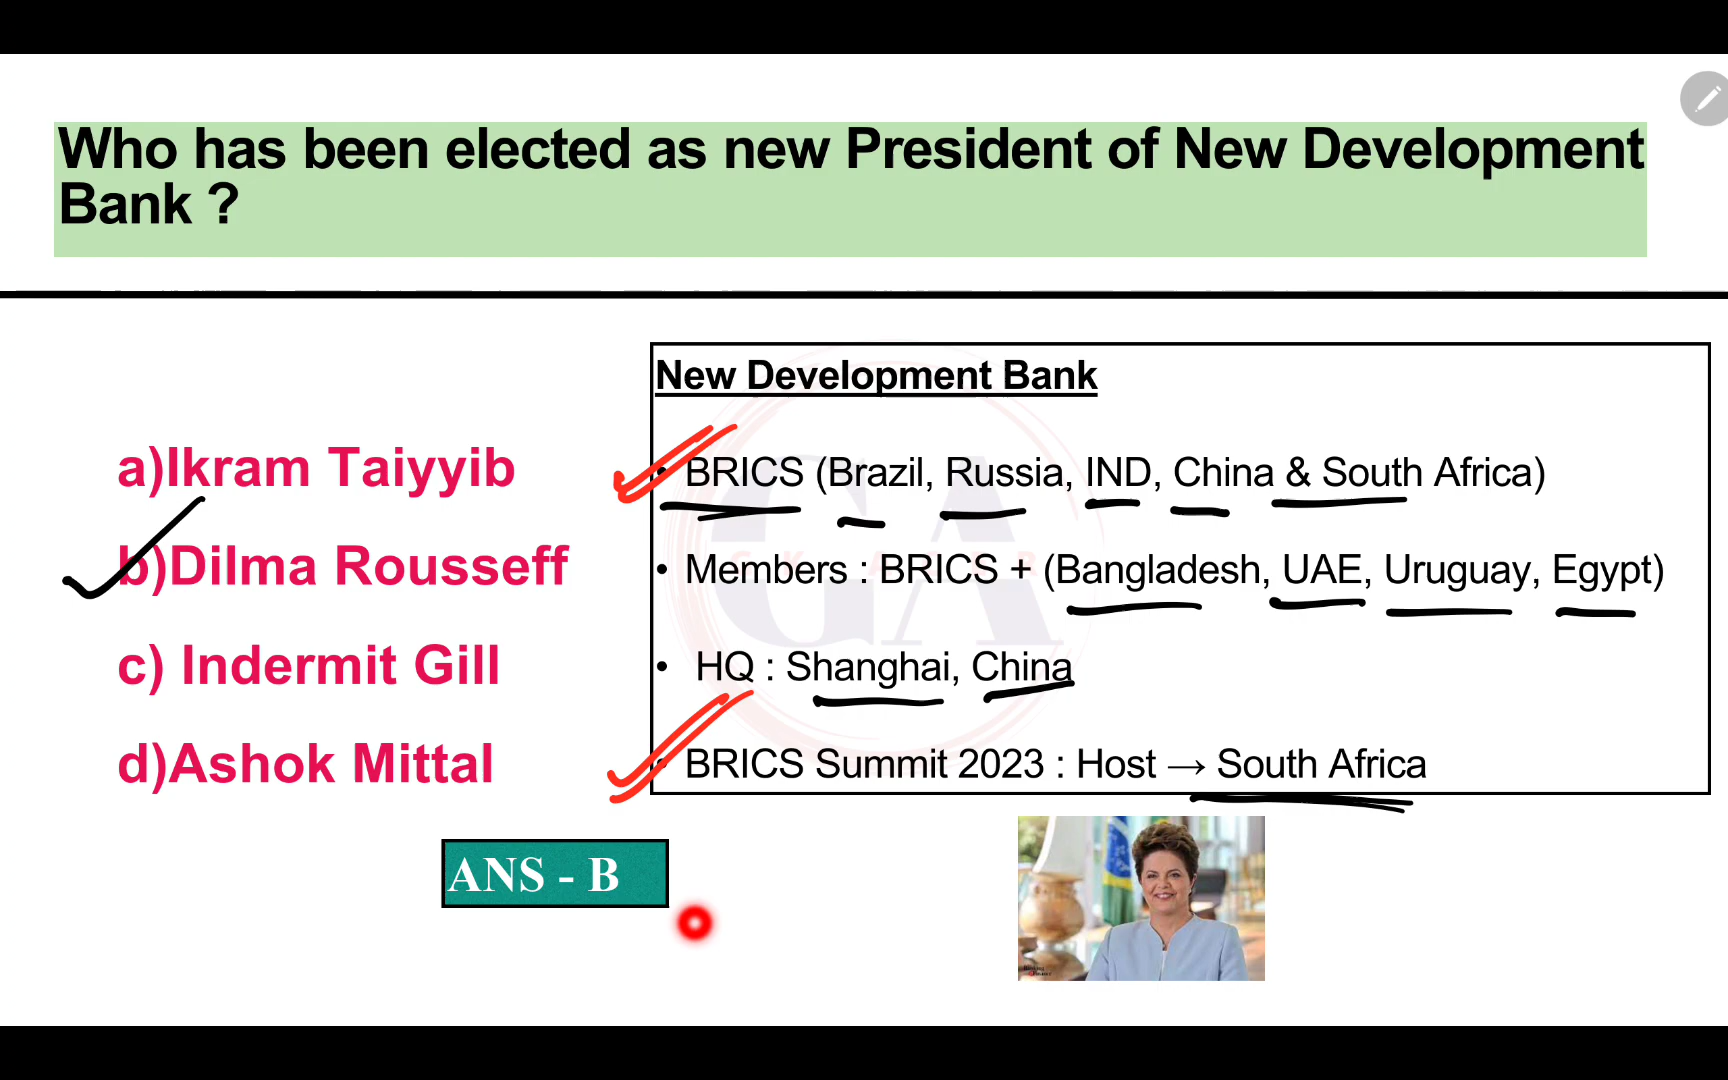 Who has been elected as new President of New Development
Bank ?
a)Ikram Taiyyib
b)Dilma Rousseff
c) Indermit Gill
d)Ashok Mittal
ANS - B
New Development Bank
• BRICS (Brazil, Russia, IND, China & South Africa)
• Members : BRICS + (Bangladesh, UAE, Uruguay, Egypt)
• HQ : Shanghai, China
• BRICS Summit 2023 : Host → South Africa
GA